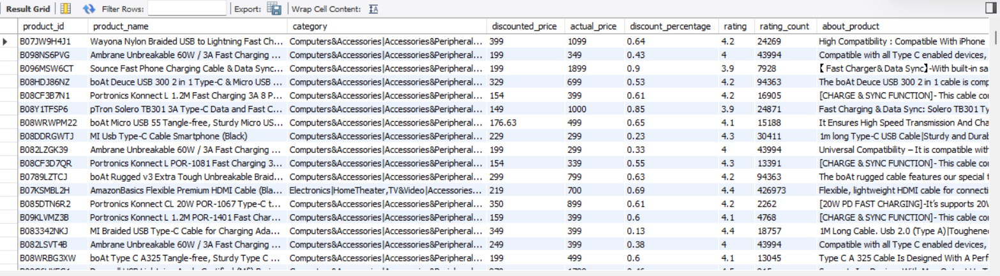 Result Grid Filter Rows: Export: Wrap Cell Content:
product_id product_name category discounted_price actual_price discount_percentage rating rating_count about_product
B07JW9H4J1 Wayona Nylon Braided USB to Lightning Fast Ch... Computers&Accessories|Accessories&Peripheral... 399 1099 0.64 4.2 24269 High Compatibility : Compatible With iPhone
B098NS6PVG Ambrane Unbreakable 60W / 3A Fast Charging ... Computers&Accessories|Accessories&Peripheral... 199 349 0.43 4 43994 Compatible with all Type C enabled devices,
B096MSW6CT Sounce Fast Phone Charging Cable & Data Sync... Computers&Accessories|Accessories&Peripheral... 199 1899 0.9 3.9 7928 【 Fast Charger& Data Sync】-With built-in sa
B08HDJ86NZ boAt Deuce USB 300 2 in 1 Type-C & Micro USB ... Computers&Accessories|Accessories&Peripheral... 329 699 0.53 4.2 94363 The boAt Deuce USB 300 2 in 1 cable is comp
B08CF3B7N1 Portronics Konnect L 1.2M Fast Charging 3A 8 P... Computers&Accessories|Accessories&Peripheral... 154 399 0.61 4.2 16905 [CHARGE & SYNC FUNCTION]- This cable co
B08Y1TFSP6 pTron Solero TB301 3A Type-C Data and Fast C... Computers&Accessories|Accessories&Peripheral... 149 1000 0.85 3.9 24871 Fast Charging & Data Sync: Solero TB301 Ty
B08WRWPM22 boAt Micro USB 55 Tangle-free, Sturdy Micro US... Computers&Accessories|Accessories&Peripheral... 176.63 499 0.65 4.1 15188 It Ensures High Speed Transmission And Cha
B08DDRGWTJ MI Usb Type-C Cable Smartphone (Black) Computers&Accessories|Accessories&Peripheral... 229 299 0.23 4.3 30411 1m long Type-C USB Cable|Sturdy and Durab
B082LZGK39 Ambrane Unbreakable 60W / 3A Fast Charging ... Computers&Accessories|Accessories&Peripheral... 199 299 0.33 4 43994 Universal Compatibility – It is compatible with
B08CF3D7QR Portronics Konnect L POR-1081 Fast Charging 3... Computers&Accessories|Accessories&Peripheral... 154 339 0.55 4.3 13391 [CHARGE & SYNC FUNCTION]- This cable co
B0789LZTCJ boAt Rugged v3 Extra Tough Unbreakable Braid... Computers&Accessories|Accessories&Peripheral... 299 799 0.63 4.2 94363 The boAt rugged cable features our special
B07KSMBL2H AmazonBasics Flexible Premium HDMI Cable (Bla... Electronics|HomeTheater,TV&Video|Accessories... 219 700 0.69 4.4 426973 Flexible, lightweight HDMI cable for connecti
B085DTN6R2 Portronics Konnect CL 20W POR-1067 Type-C t... Computers&Accessories|Accessories&Peripheral... 350 899 0.61 4.2 2262 [20W PD FAST CHARGING]-It's supports 20
B09KLVMZ3B Portronics Konnect L 1.2M POR-1401 Fast Char... Computers&Accessories|Accessories&Peripheral... 159 399 0.6 4.1 4768 [CHARGE & SYNC FUNCTION]- This cable co
B083342NKJ MI Braided USB Type-C Cable for Charging Ada... Computers&Accessories|Accessories&Peripheral... 349 399 0.13 4.4 18757 1M Long Cable. Usb 2.0 (Type A)|Toughene
B082LSVT4B Ambrane Unbreakable 60W / 3A Fast Charging ... Computers&Accessories|Accessories&Peripheral... 249 399 0.38 4 43994 Compatible with all Type C enabled devices,
B08WRBG3XW boAt Type C A325 Tangle-free, Sturdy Type C ... Computers&Accessories|Accessories&Peripheral... 199 499 0.6 4.1 13045 Type C A 325 Cable Is Designed With A Perf